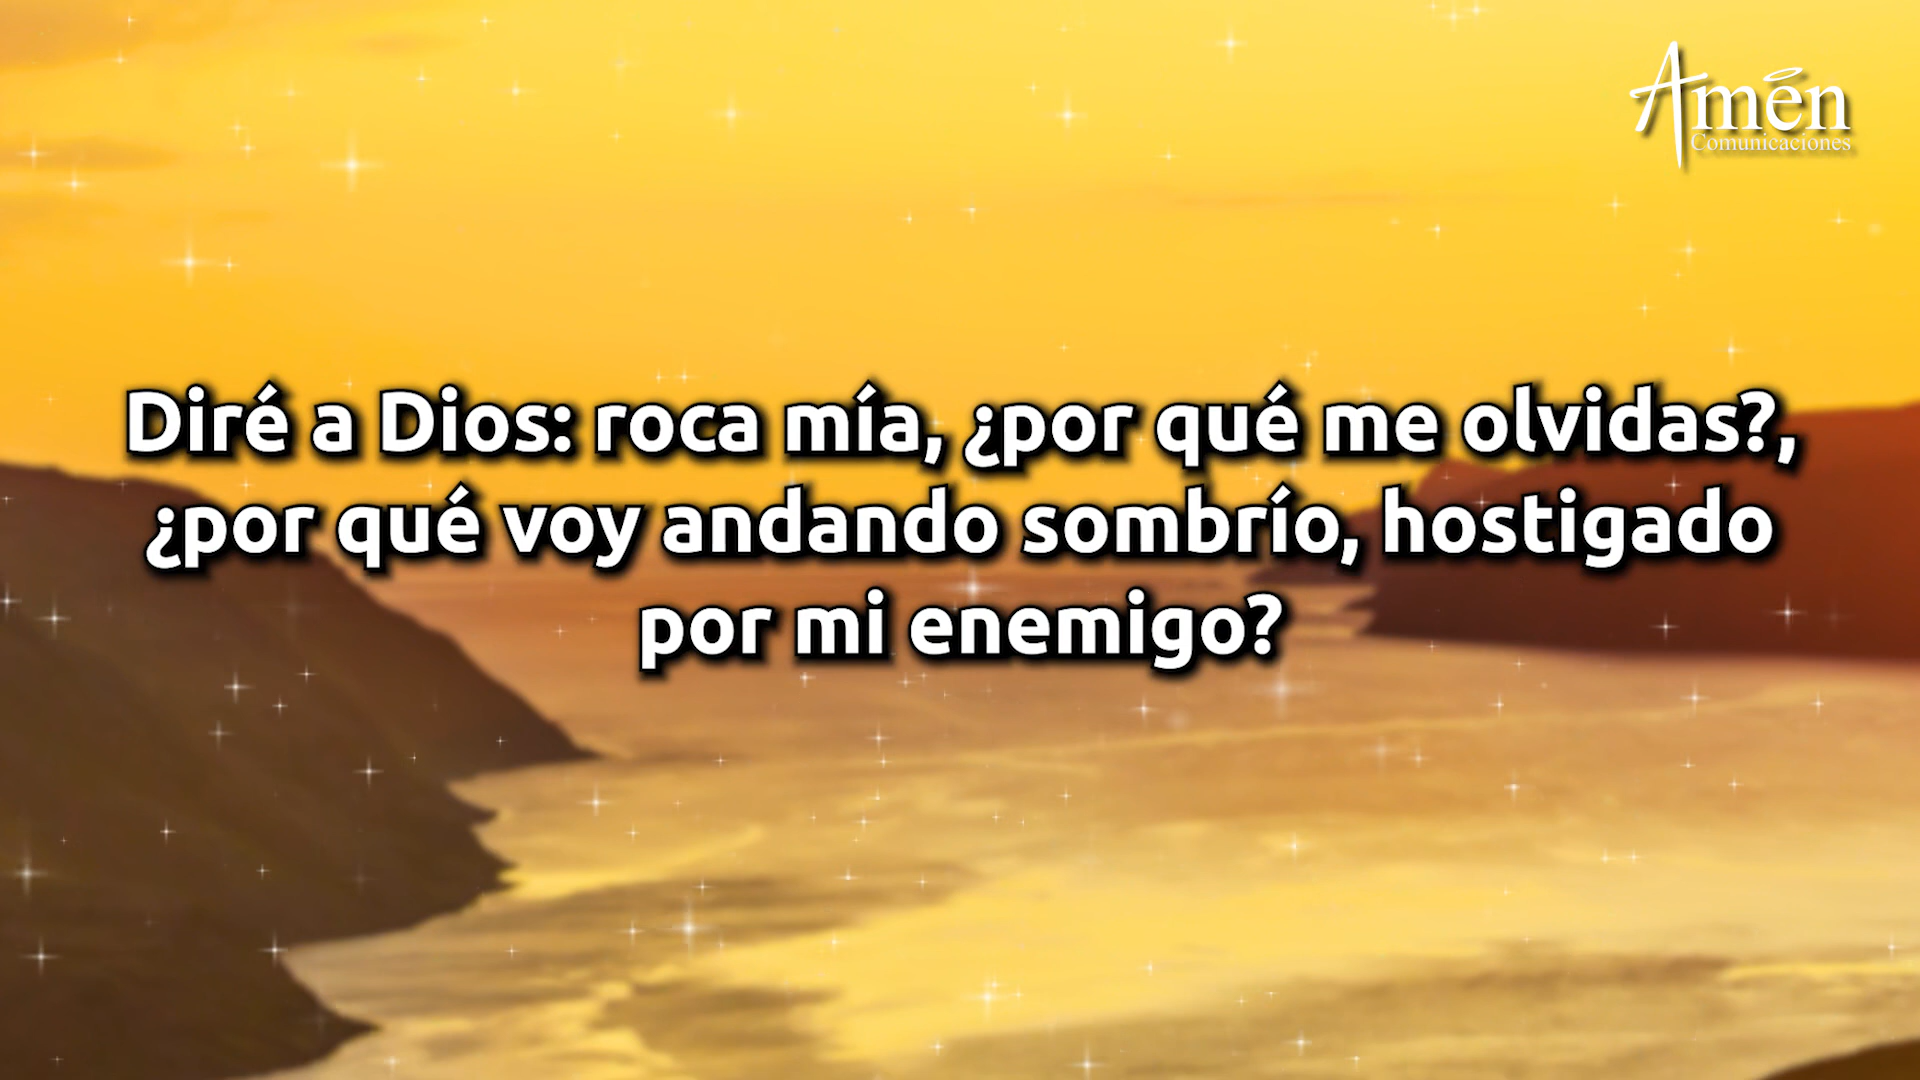 Amén
Comunicaciones
Diré a Dios: roca mía, ¿por qué me olvidas?,
¿por qué voy andando sombrío, hostigado
por mi enemigo?